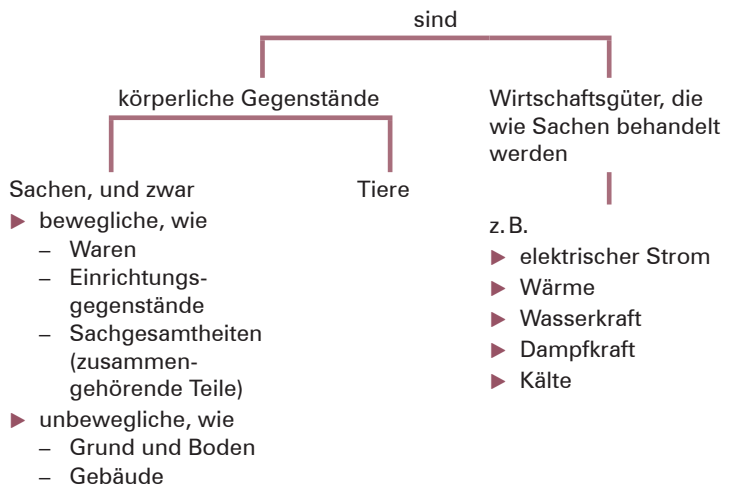 sind
körperliche Gegenstände
Sachen, und zwar
▶ bewegliche, wie
– Waren
– Einrichtungs-
gegenstände
– Sachgesamtheiten
(zusammen-
gehörende Teile)
▶ unbewegliche, wie
– Grund und Boden
– Gebäude
Tiere
Wirtschaftsgüter, die
wie Sachen behandelt
werden
z. B.
▶ elektrischer Strom
▶ Wärme
▶ Wasserkraft
▶ Dampfkraft
▶ Kälte